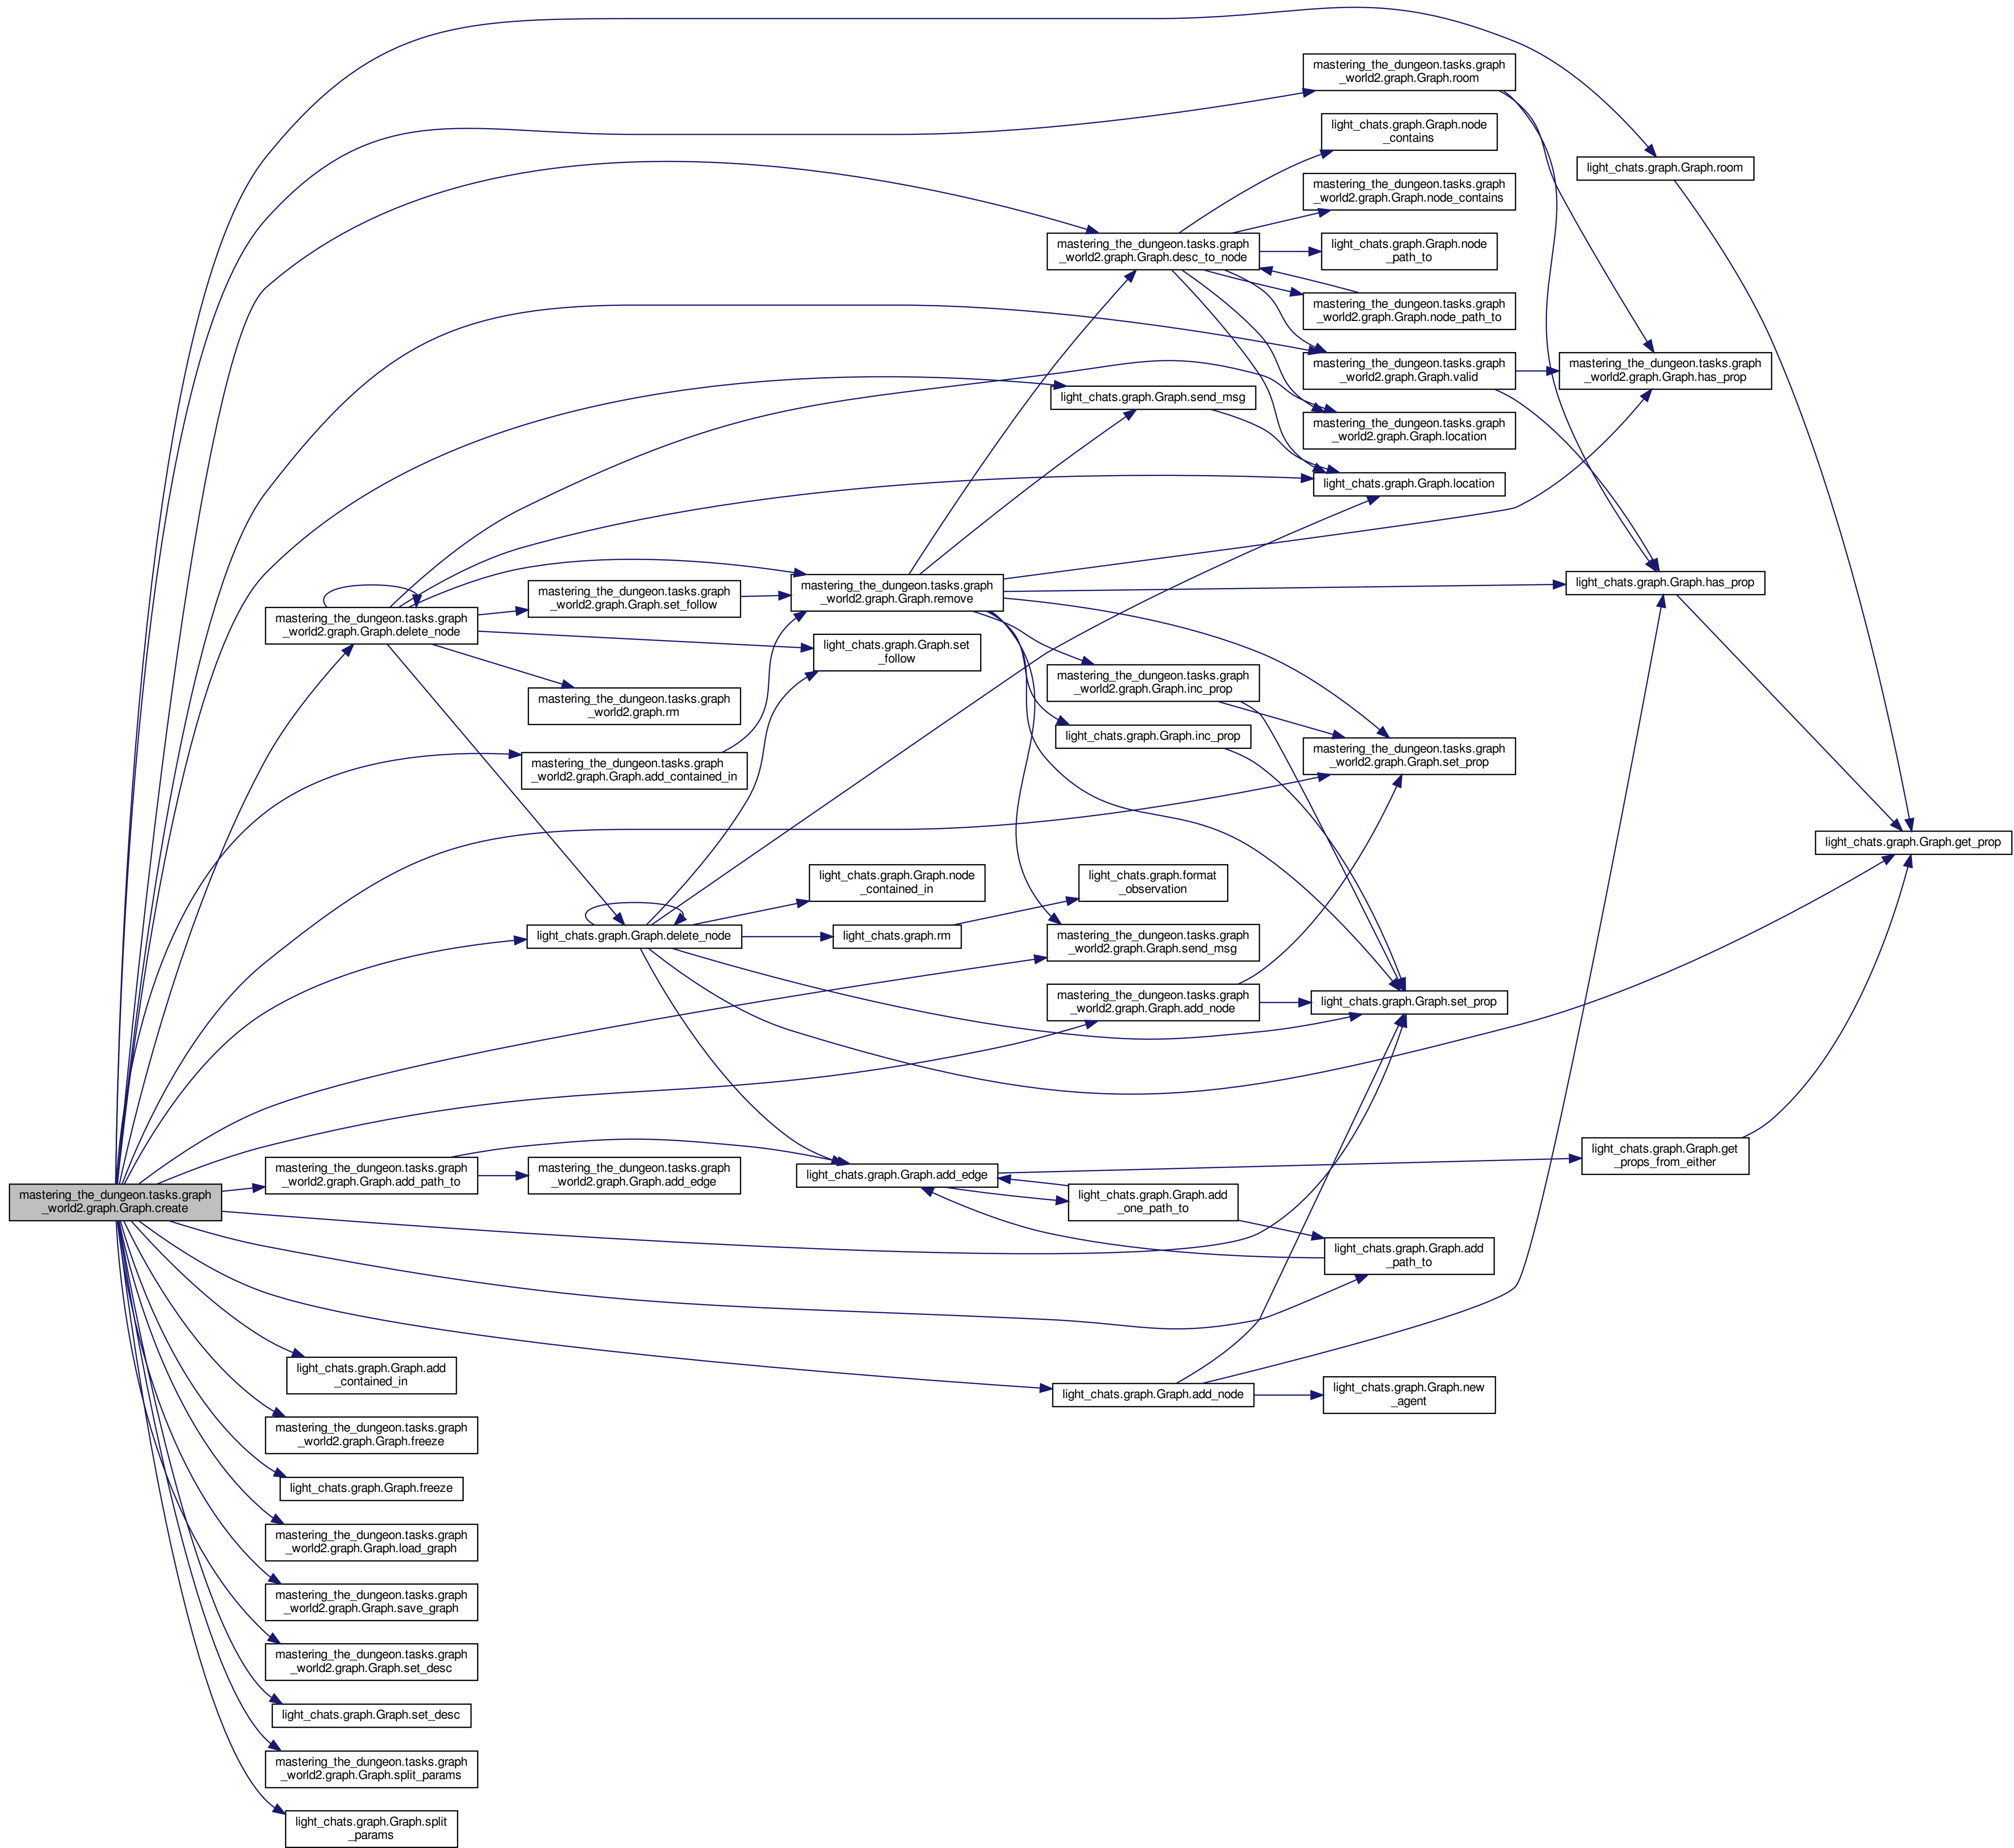 mastering_the_dungeon.tasks.graph
_world2.graph.Graph.room
light_chats.graph.Graph.node
_contains
light_chats.graph.Graph.room
mastering_the_dungeon.tasks.graph
_world2.graph.Graph.node_contains
mastering_the_dungeon.tasks.graph
_world2.graph.Graph.desc_to_node
light_chats.graph.Graph.node
_path_to
mastering_the_dungeon.tasks.graph
_world2.graph.Graph.node_path_to
mastering_the_dungeon.tasks.graph
_world2.graph.Graph.valid
mastering_the_dungeon.tasks.graph
_world2.graph.Graph.has_prop
light_chats.graph.Graph.send_msg
mastering_the_dungeon.tasks.graph
_world2.graph.Graph.location
light_chats.graph.Graph.location
light_chats.graph.Graph.has_prop
mastering_the_dungeon.tasks.graph
_world2.graph.Graph.remove
mastering_the_dungeon.tasks.graph
_world2.graph.Graph.set_follow
mastering_the_dungeon.tasks.graph
_world2.graph.Graph.delete_node
light_chats.graph.Graph.set
_follow
mastering_the_dungeon.tasks.graph
_world2.graph.Graph.inc_prop
mastering_the_dungeon.tasks.graph
_world2.graph.rm
light_chats.graph.Graph.inc_prop
mastering_the_dungeon.tasks.graph
_world2.graph.Graph.set_prop
mastering_the_dungeon.tasks.graph
_world2.graph.Graph.add_contained_in
light_chats.graph.Graph.get_prop
light_chats.graph.Graph.node
_contained_in
light_chats.graph.format
_observation
light_chats.graph.Graph.delete_node
light_chats.graph.rm
mastering_the_dungeon.tasks.graph
_world2.graph.Graph.send_msg
mastering_the_dungeon.tasks.graph
_world2.graph.Graph.add_node
light_chats.graph.Graph.set_prop
light_chats.graph.Graph.get
_props_from_either
mastering_the_dungeon.tasks.graph
_world2.graph.Graph.add_path_to
mastering_the_dungeon.tasks.graph
_world2.graph.Graph.add_edge
light_chats.graph.Graph.add_edge
mastering_the_dungeon.tasks.graph
_world2.graph.Graph.create
light_chats.graph.Graph.add
_one_path_to
light_chats.graph.Graph.add
_path_to
light_chats.graph.Graph.add
_contained_in
light_chats.graph.Graph.add_node
light_chats.graph.Graph.new
_agent
mastering_the_dungeon.tasks.graph
_world2.graph.Graph.freeze
light_chats.graph.Graph.freeze
mastering_the_dungeon.tasks.graph
_world2.graph.Graph.load_graph
mastering_the_dungeon.tasks.graph
_world2.graph.Graph.save_graph
mastering_the_dungeon.tasks.graph
_world2.graph.Graph.set_desc
light_chats.graph.Graph.set_desc
mastering_the_dungeon.tasks.graph
_world2.graph.Graph.split_params
light_chats.graph.Graph.split
_params